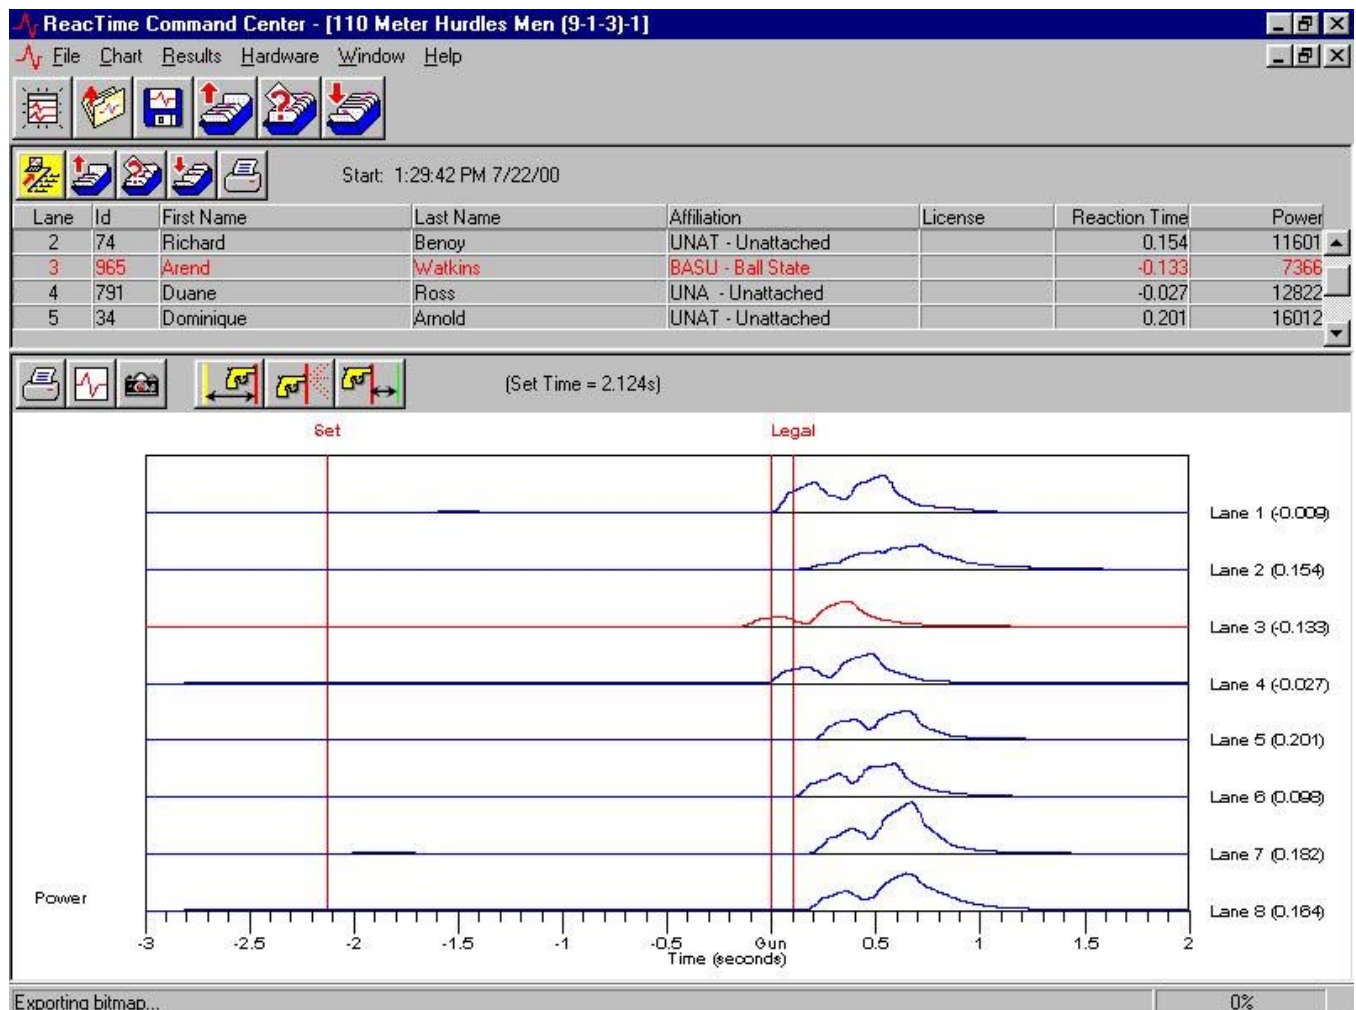 ReacTime Command Center - [110 Meter Hurdles Men (9-1-3)-1]
File Chart Results Hardware Window Help
Start: 1:29:42 PM 7/22/00
Lane Id First Name Last Name Affiliation License Reaction Time Power
2 74 Richard Benoy UNAT - Unattached 0.154 11601
3 965 Arend Watkins BASU - Ball State -0.133 7366
4 791 Duane Ross UNA - Unattached -0.027 12822
5 34 Dominique Arnold UNAT - Unattached 0.201 16012
(Set Time = 2.124s)
Set Legal
Lane 1 (-0.009)
Lane 2 (0.154)
Lane 3 (-0.133)
Lane 4 (-0.027)
Lane 5 (0.201)
Lane 6 (0.098)
Lane 7 (0.182)
Power
Lane 8 (0.164)
-3 -2.5 -2 -1.5 -1 -0.5 Gun 0.5 1 1.5 2
Time (seconds)
Exporting bitmap... 0%